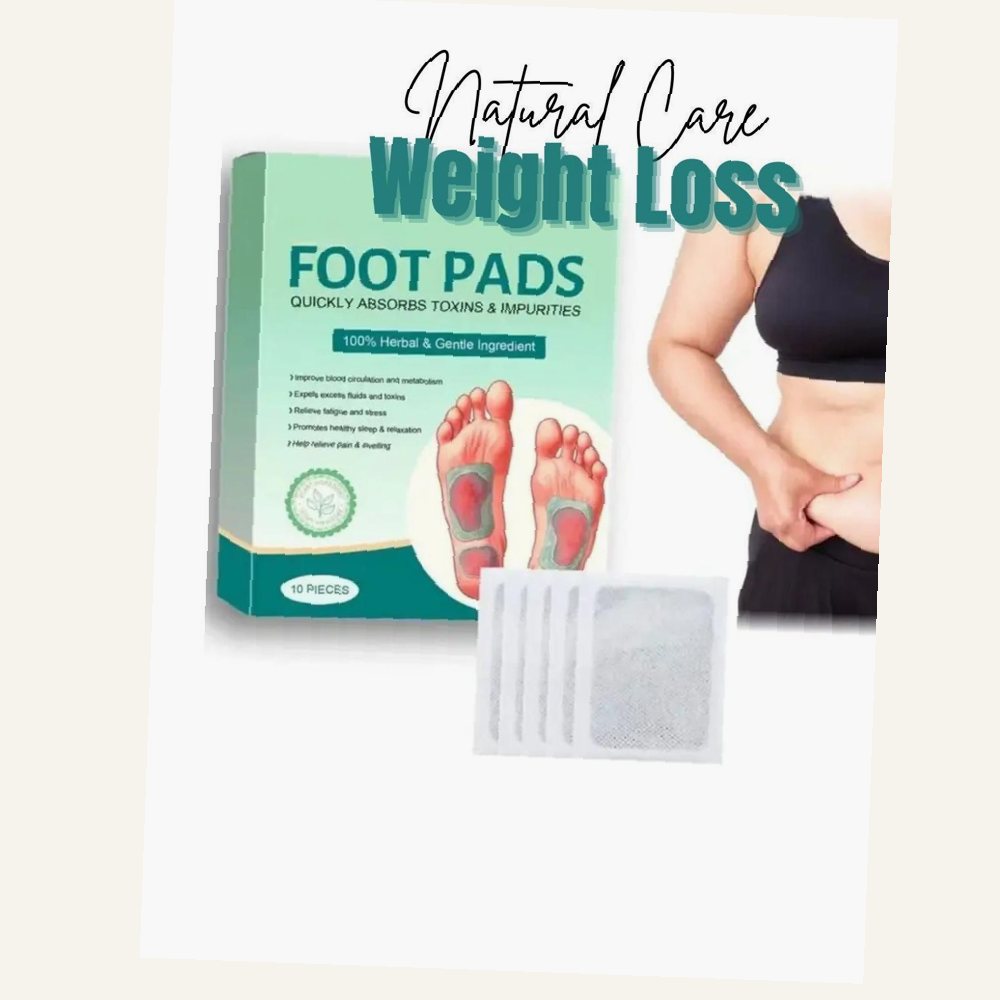 Natural Care
Weight Loss
FOOT PADS
QUICKLY ABSORBS TOXINS & IMPURITIES
100% Herbal & Gentle Ingredient
Improve blood circulation and metabolism
Expels excess fluids and toxins
Relieve fatigue and stress
Promotes healthy sleep & relaxation
Help relieve pain & swelling
10 PIECES